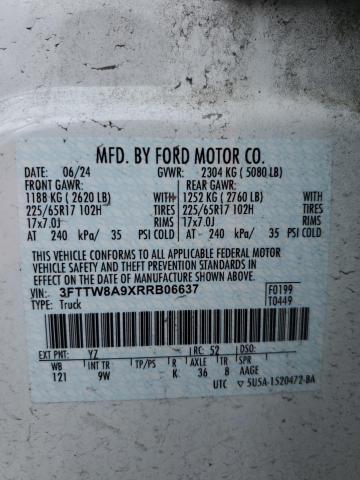 MFD. BY FORD MOTOR CO.
DATE: 06/24 GVWR: 2304 KG ( 5080 LB)
FRONT GAWR: REAR GAWR:
1188 KG ( 2620 LB) WITH 1252 KG ( 2760 LB) WITH
225/65R17 102H TIRES 225/65R17 102H TIRES
17x7.0J RIMS 17x7.0J RIMS
AT 240 kPa/ 35 PSI COLD AT 240 kPa/ 35 PSI COLD
THIS VEHICLE CONFORMS TO ALL APPLICABLE FEDERAL MOTOR
VEHICLE SAFETY AND THEFT PREVENTION STANDARDS IN EFFECT
ON THE DATE OF MANUFACTURE SHOWN ABOVE.
VIN: 3FTTW8A9XRRB06637 F0199
TYPE: Truck T0449
EXT PNT: YZ RC: 52
WB INT TR TP/PS R AXLE TR SPR
121 9W K 36 8 AAGE
UTC ▽5U5A-1520472-BA